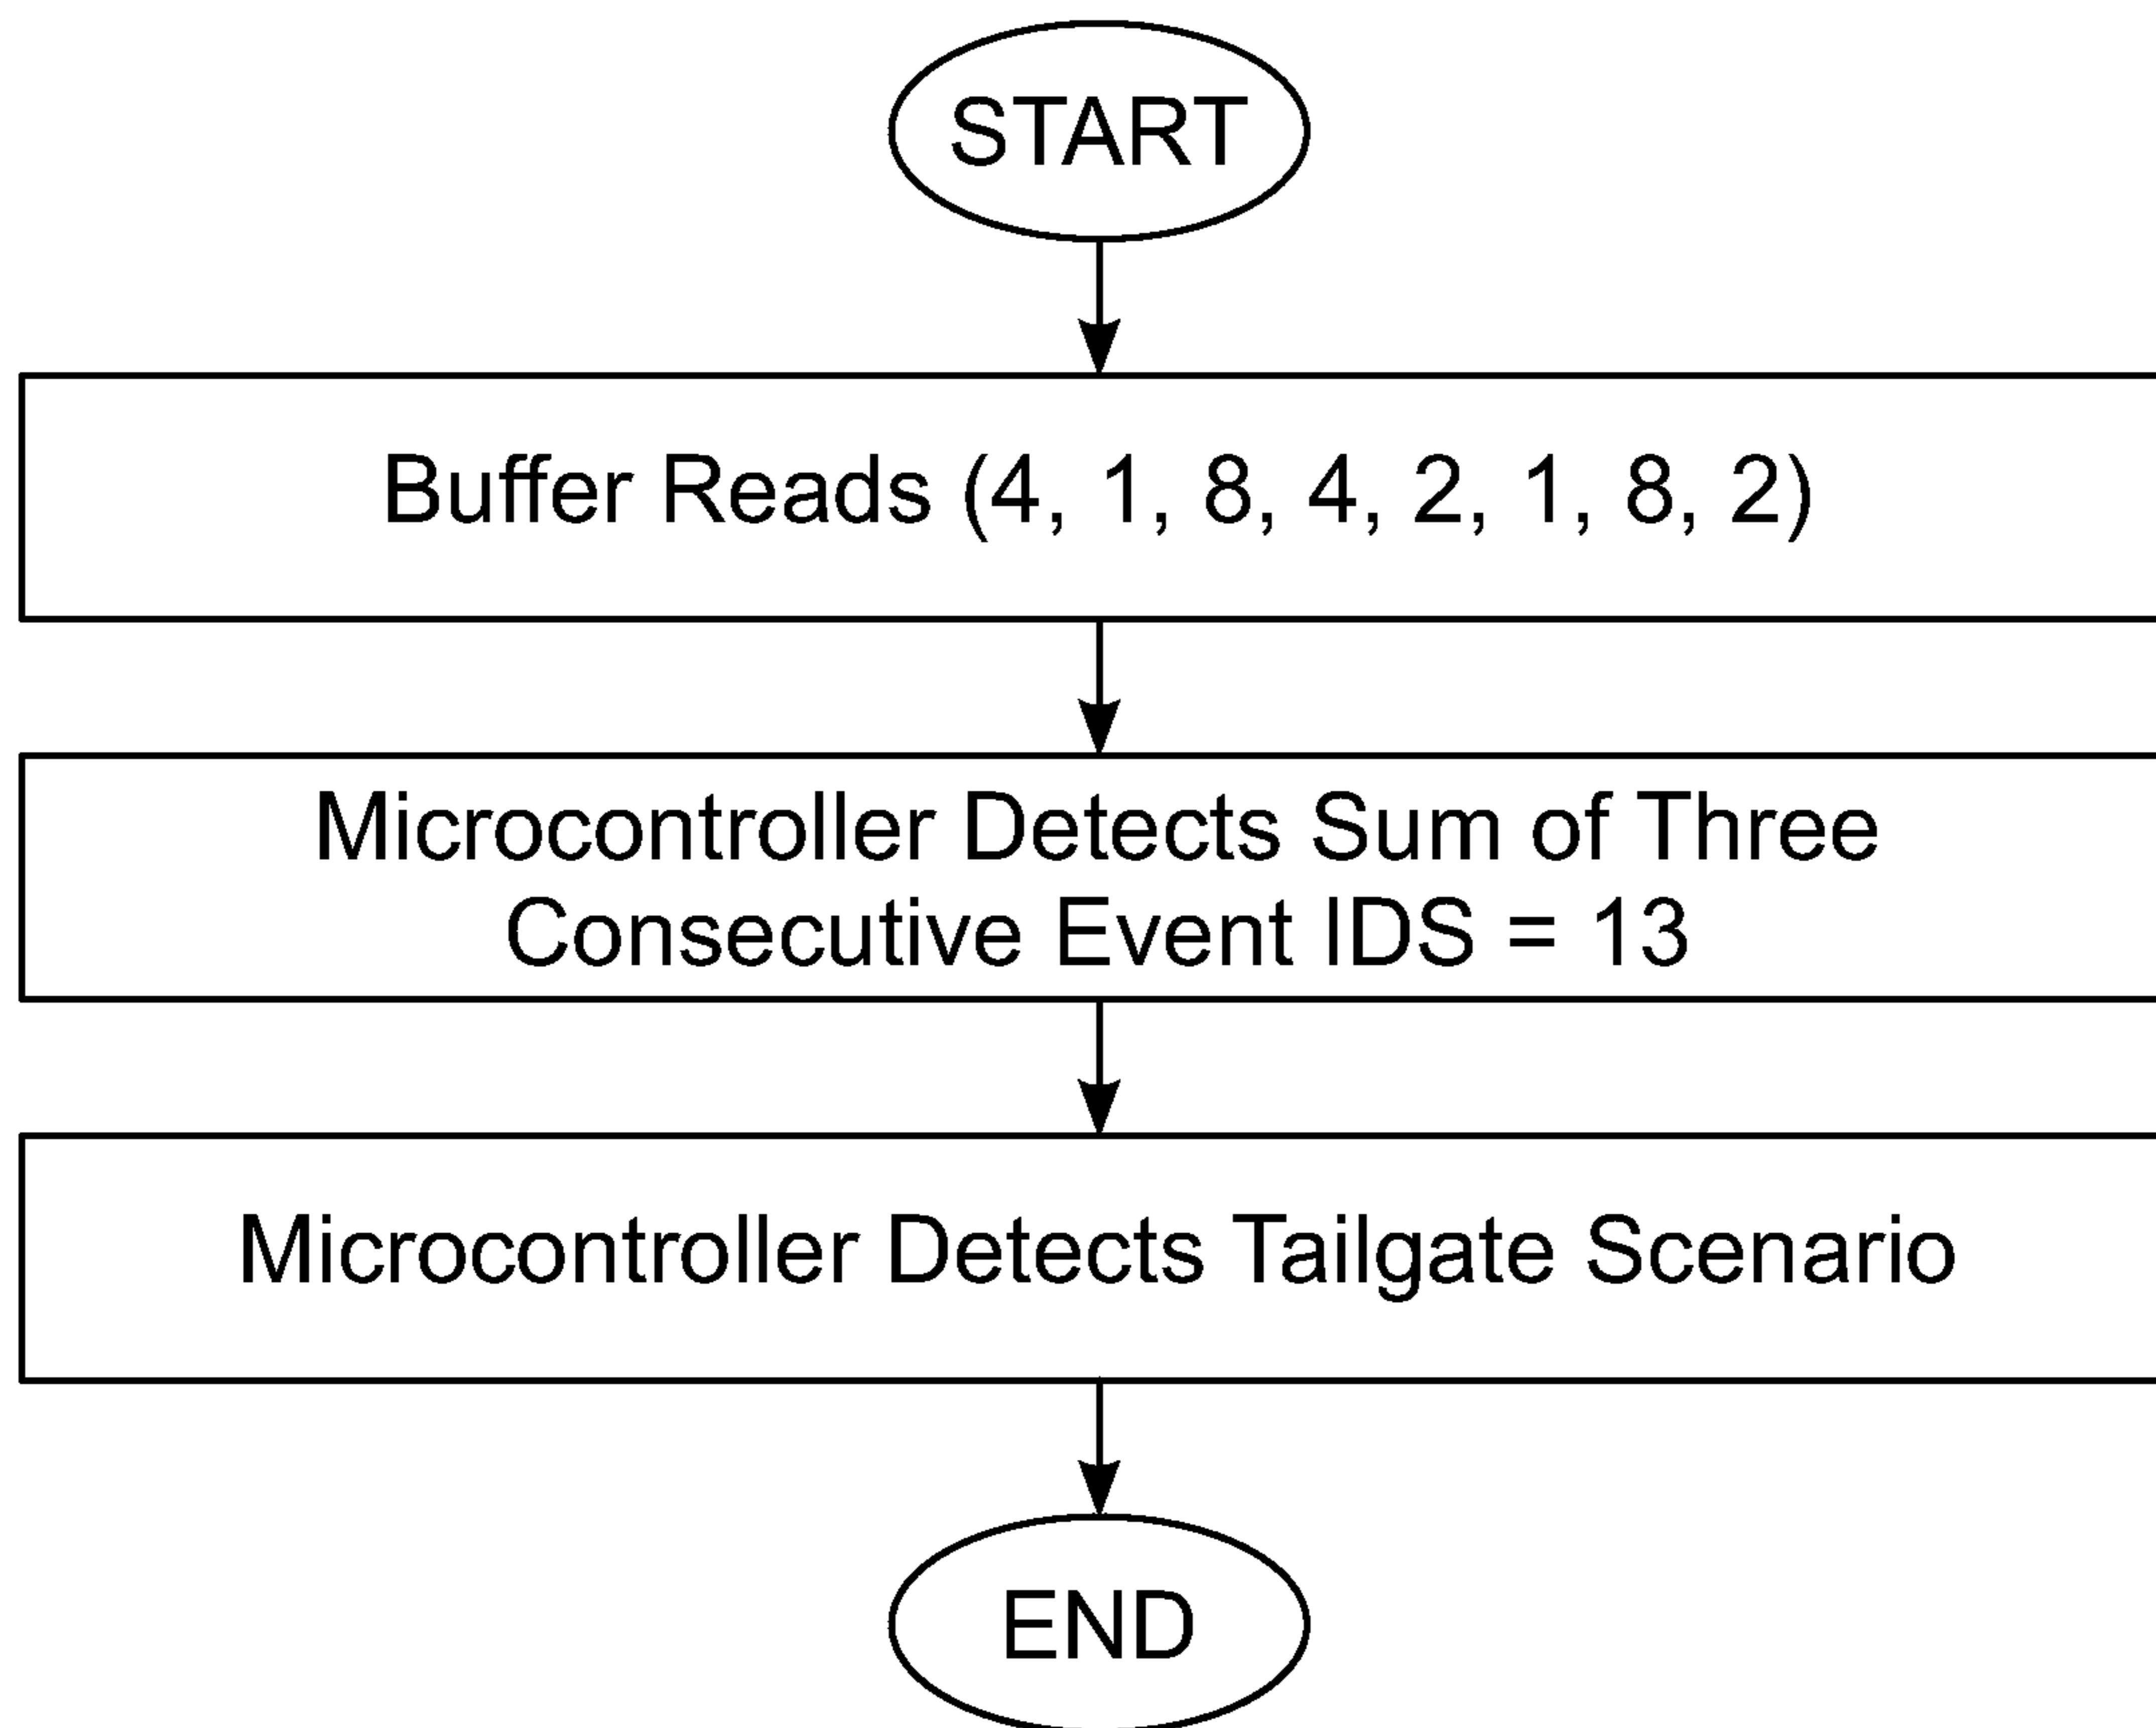 START
Buffer Reads (4, 1, 8, 4, 2, 1, 8, 2)
Microcontroller Detects Sum of Three
Consecutive Event IDS = 13
Microcontroller Detects Tailgate Scenario
END